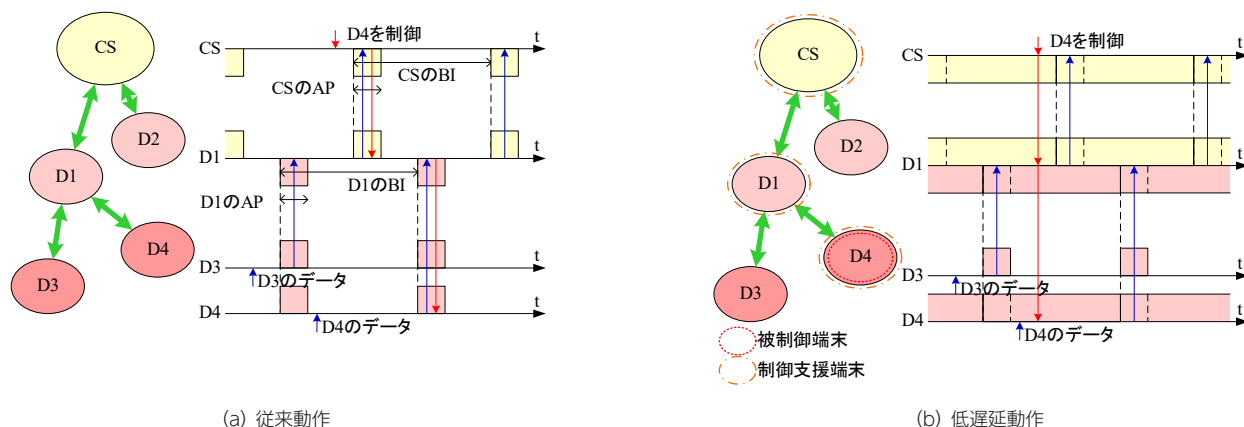 CS
D2
D1
D4
D3
CS
D4を制御
t
CSのBI
CSのAP
D1
t
D1のBI
D1のAP
D3
t
D3のデータ
D4
t
D4のデータ
(a) 従来動作
CS
D2
D1
D4
D3
被制御端末
制御支援端末
CS
D4を制御
t
D1
t
D3
t
D3のデータ
D4
t
D4のデータ
(b) 低遅延動作